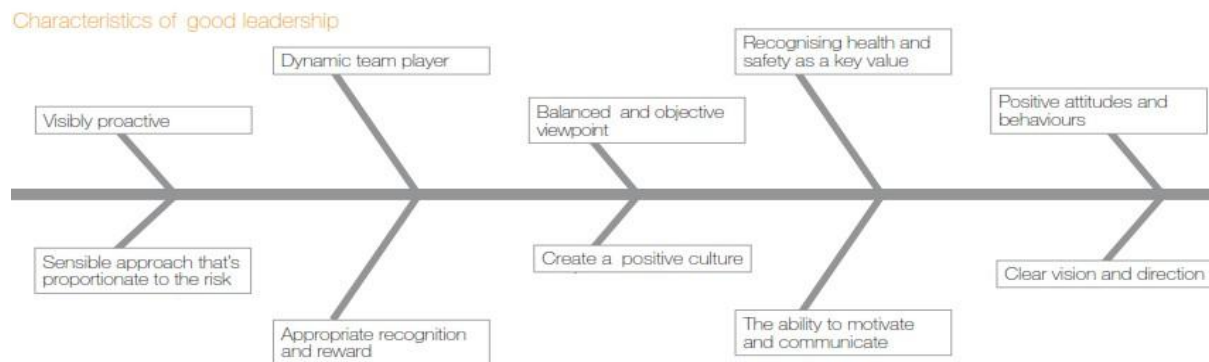 Characteristics of good leadership
Dynamic team player
Recognising health and
safety as a key value
Visibly proactive
Balanced and objective
viewpoint
Positive attitudes and
behaviours
Sensible approach that's
proportionate to the risk
Create a positive culture
Clear vision and direction
Appropriate recognition
and reward
The ability to motivate
and communicate